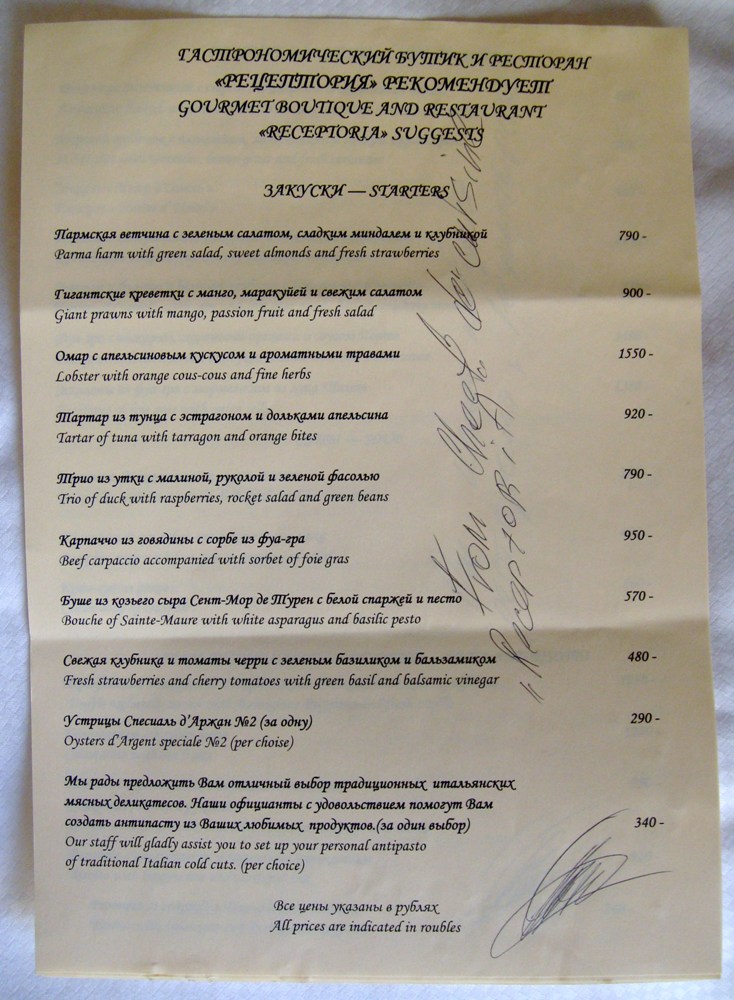 ГАСТРОНОМИЧЕСКИЙ БУТИК И РЕСТОРАН
«РЕЦЕПТОРИЯ» РЕКОМЕНДУЕТ
GOURMET BOUTIQUE AND RESTAURANT
«RECEPTORIA» SUGGESTS
ЗАКУСКИ — STARTERS
Пармская ветчина с зеленым салатом, сладким миндалем и клубникой 790 -
Parma harm with green salad, sweet almonds and fresh strawberries
Гигантские креветки с манго, маракуйей и свежим салатом 900 -
Giant prawns with mango, passion fruit and fresh salad
Омар с апельсиновым кускусом и ароматными травами 1550 -
Lobster with orange cous-cous and fine herbs
Тартар из тунца с эстрагоном и дольками апельсина 920 -
Tartar of tuna with tarragon and orange bites
Трио из утки с малиной, руколой и зеленой фасолью 790 -
Trio of duck with raspberries, rocket salad and green beans
Карпаччо из говядины с сорбе из фуа-гра 950 -
Beef carpaccio accompanied with sorbet of foie gras
Буше из козьего сыра Сент-Мор де Турен с белой спаржей и песто 570 -
Bouche of Sainte-Maure with white asparagus and basilic pesto
Свежая клубника и томаты черри с зеленым базиликом и бальзамиком 480 -
Fresh strawberries and cherry tomatoes with green basil and balsamic vinegar
Устрицы Спесиаль д'Аржан №2 (за одну) 290 -
Oysters d'Argent speciale №2 (per choise)
Мы рады предложить Вам отличный выбор традиционных итальянских
мясных деликатесов. Наши официанты с удовольствием помогут Вам
создать антипасту из Ваших любимых продуктов.(за один выбор) 340 -
Our staff will gladly assist you to set up your personal antipasto
of traditional Italian cold cuts. (per choice)
Все цены указаны в рублях
All prices are indicated in roubles
From